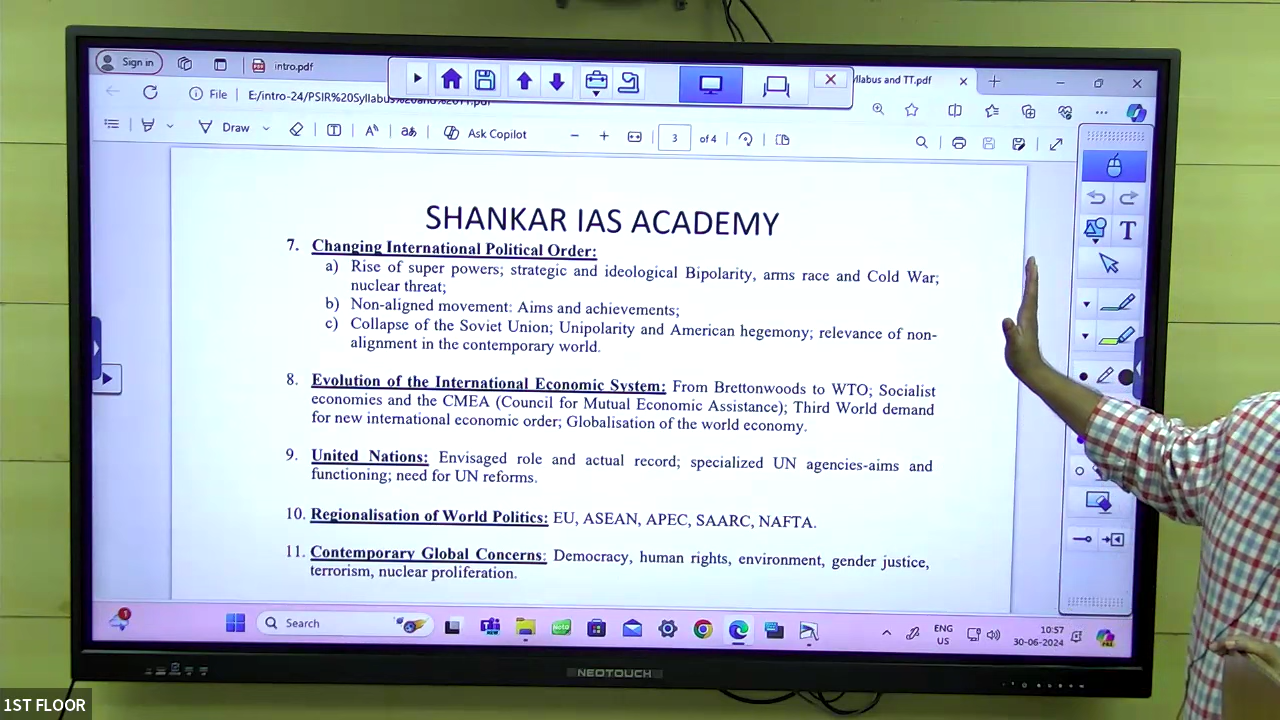 Sign in
intro.pdf
llabus and TT.pdf
File
E:/intro-24/PSIR%20Syllabus%20and%20TT.pdf
Draw
aあ
Ask Copilot
3 of 4
SHANKAR IAS ACADEMY
7. Changing International Political Order:
a) Rise of super powers; strategic and ideological Bipolarity, arms race and Cold War;
nuclear threat;
b) Non-aligned movement: Aims and achievements;
c) Collapse of the Soviet Union; Unipolarity and American hegemony; relevance of non-
alignment in the contemporary world.
8. Evolution of the International Economic System: From Brettonwoods to WTO; Socialist
economies and the CMEA (Council for Mutual Economic Assistance); Third World demand
for new international economic order; Globalisation of the world economy.
9. United Nations: Envisaged role and actual record; specialized UN agencies-aims and
functioning; need for UN reforms.
10. Regionalisation of World Politics: EU, ASEAN, APEC, SAARC, NAFTA.
11. Contemporary Global Concerns: Democracy, human rights, environment, gender justice,
terrorism, nuclear proliferation.
Search
ENG
US
10:57
30-06-2024
NEOTOUCH
1ST FLOOR